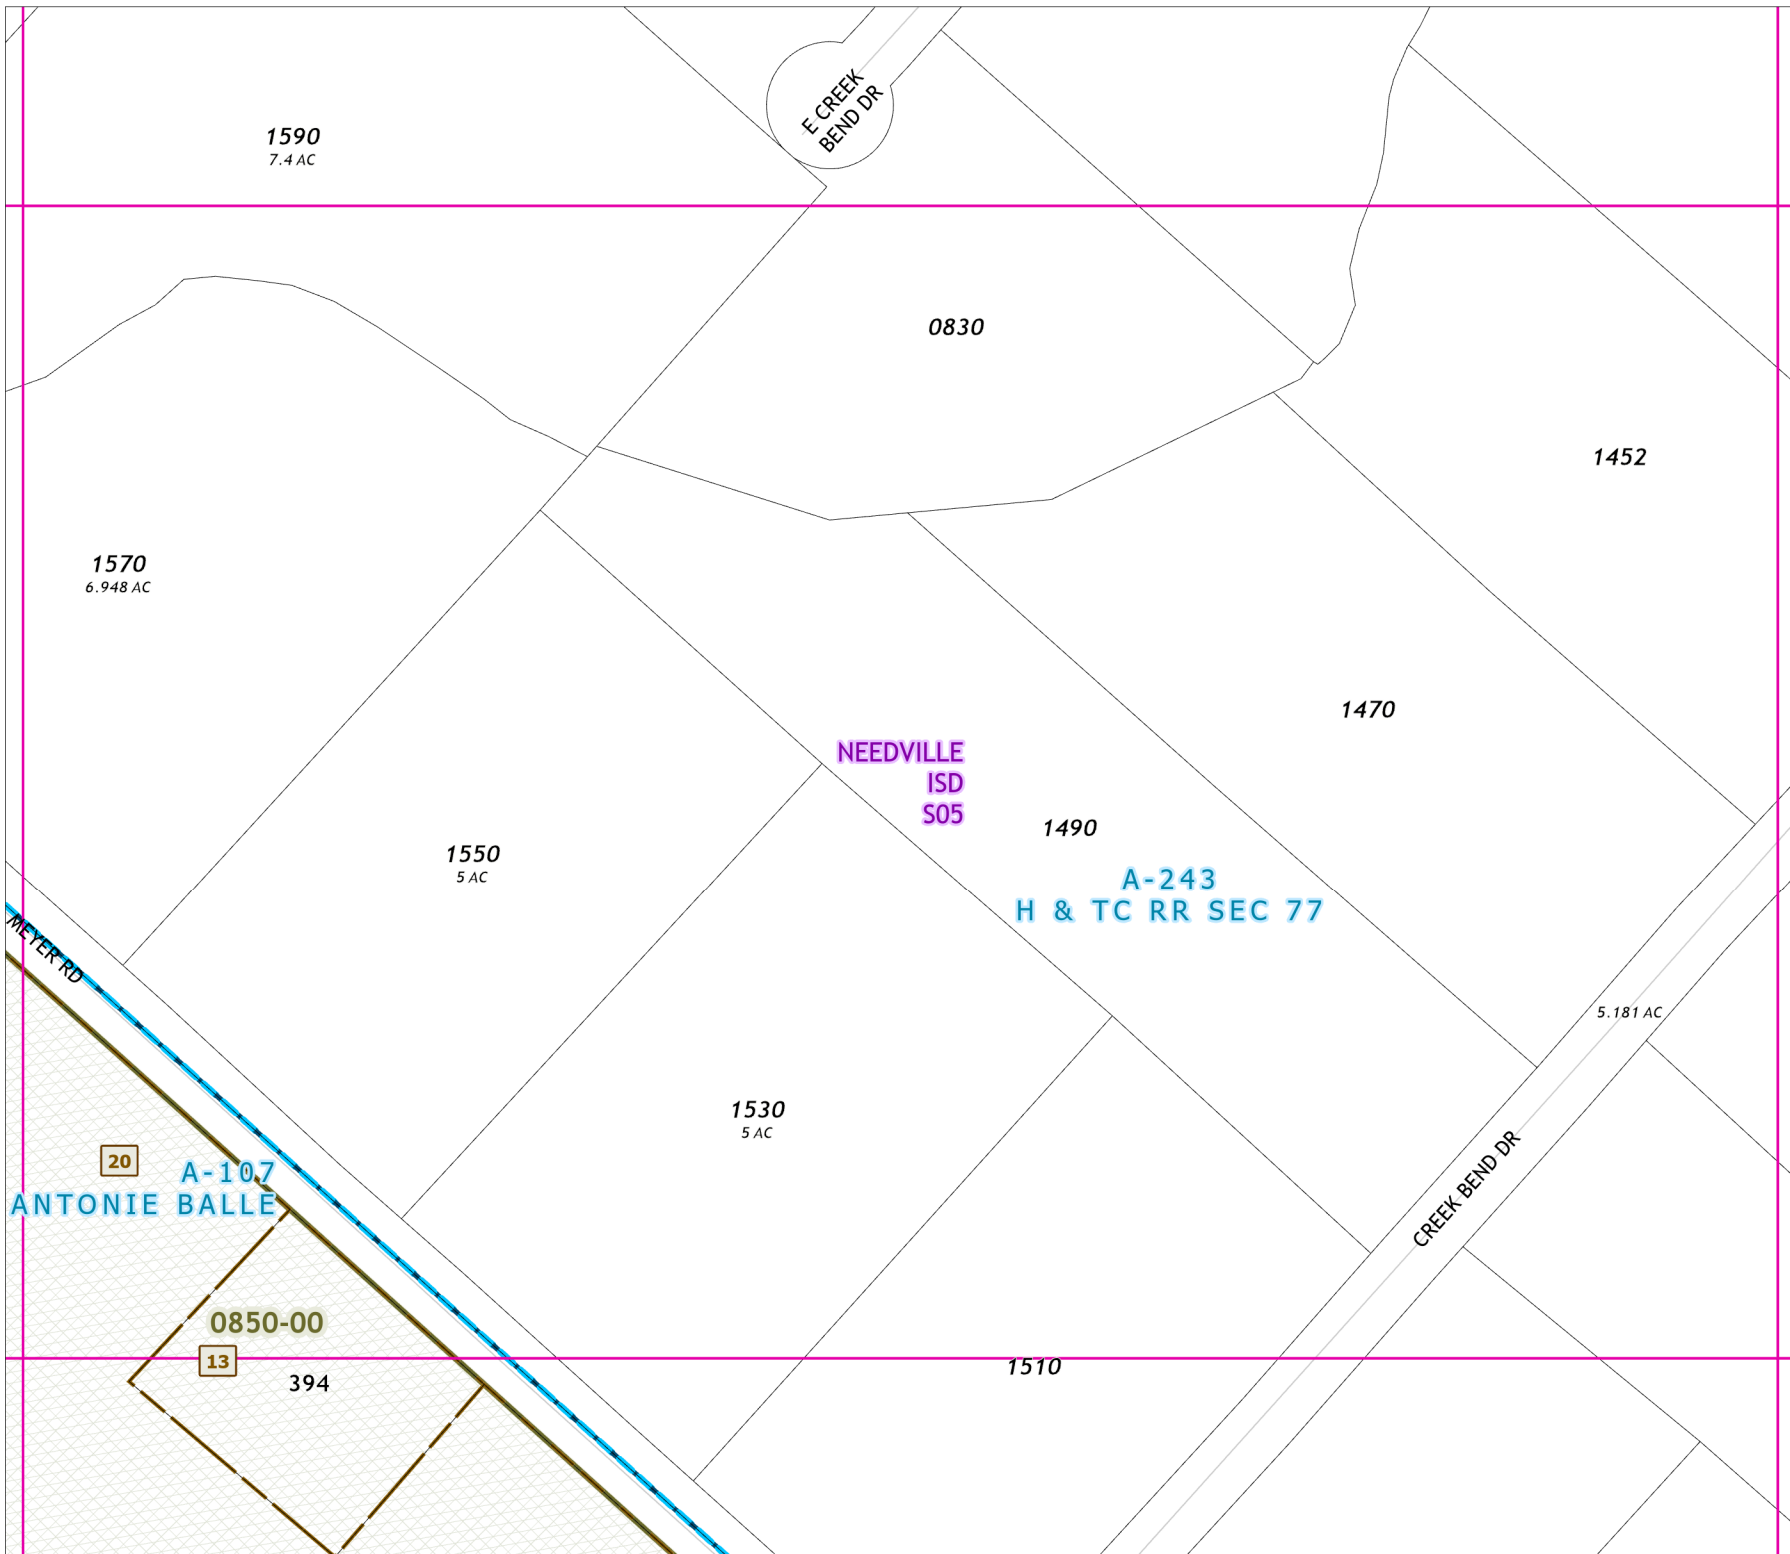 E CREEK
BEND DR
1590
7.4 AC
0830
1452
1570
6.948 AC
1470
NEEDVILLE
ISD
S05
1490
1550
5 AC
A-243
H & TC RR SEC 77
MEYER RD
5.181 AC
1530
5 AC
CREEK BEND DR
20
A-107
ANTONIE BALLE
0850-00
13
394
1510